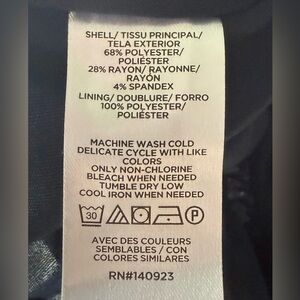 SHELL/ TISSU PRINCIPAL/
TELA EXTERIOR
68% POLYESTER/
POLIÉSTER
28% RAYON/ RAYONNE/
RAYÓN
4% SPANDEX
LINING/ DOUBLURE/ FORRO
100% POLYESTER/
POLIÉSTER
MACHINE WASH COLD
DELICATE CYCLE WITH LIKE
COLORS
ONLY NON-CHLORINE
BLEACH WHEN NEEDED
TUMBLE DRY LOW
COOL IRON WHEN NEEDED
30 P
AVEC DES COULEURS
SEMBLABLES / CON
COLORES SIMILARES
RN#140923